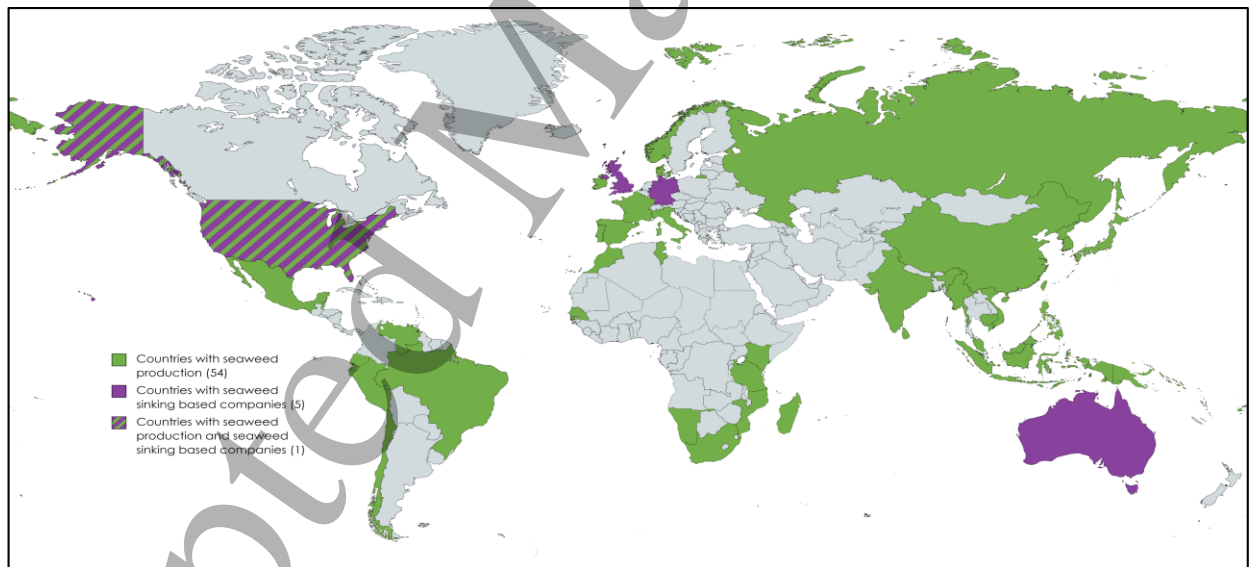 Countries with seaweed
production (54)
Countries with seaweed
sinking based companies (5)
Countries with seaweed
production and seaweed
sinking based companies (1)
pted M